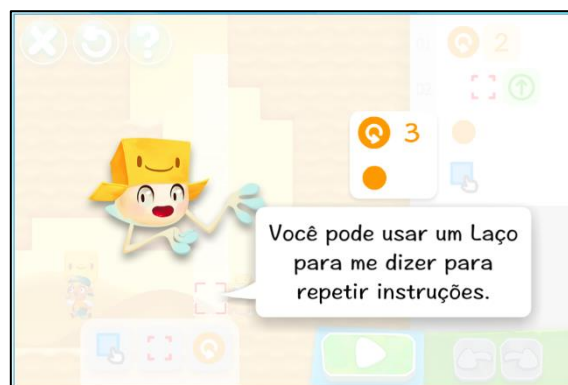 2
3
Você pode usar um Laço
para me dizer para
repetir instruções.